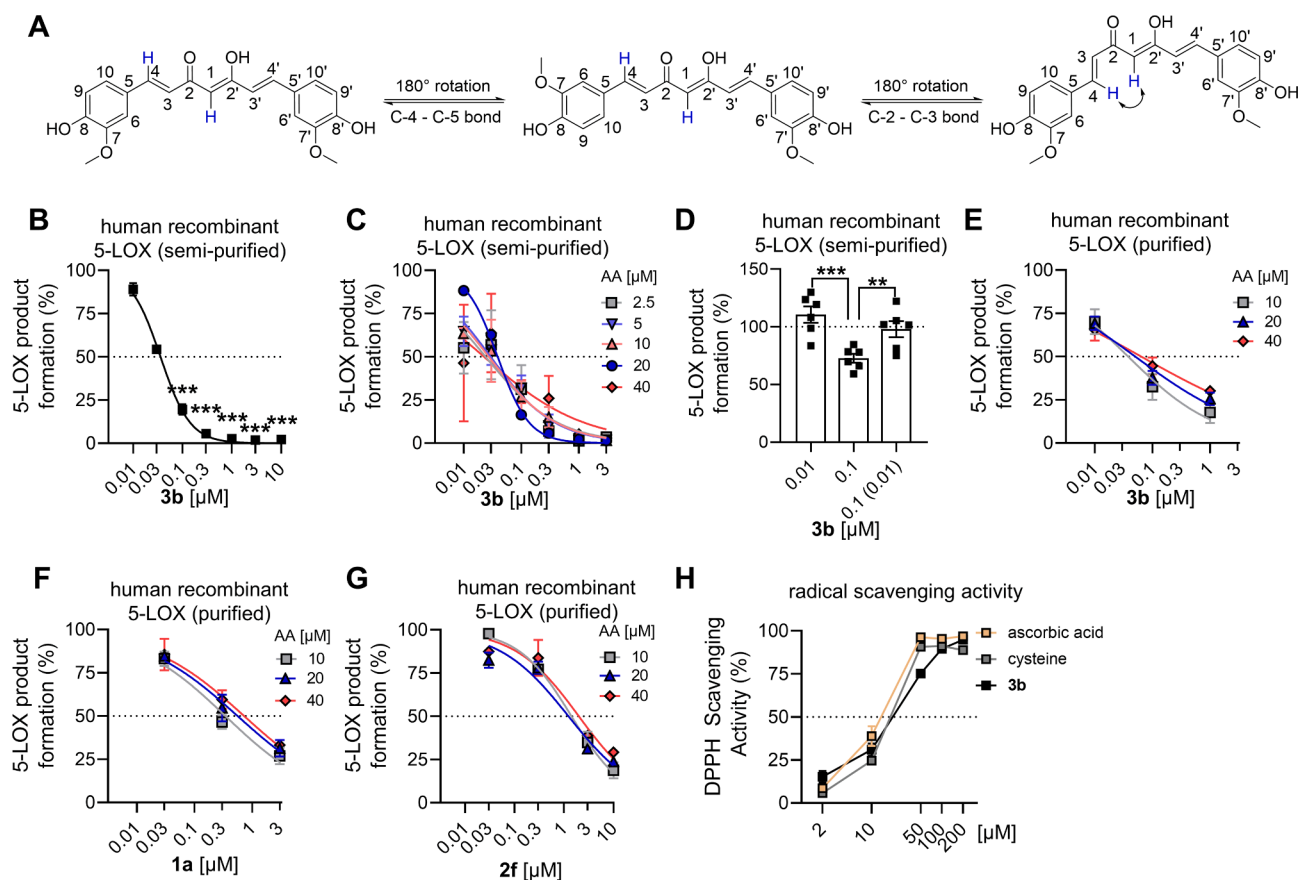 A
H
O
OH
10
4
1
4'
5'
10'
9
5
3
2
2'
3'
9'
HO
8
6
H
6'
8'
OH
7
O
7'
O
180° rotation
C-4 - C-5 bond
O
H
O
OH
7
6
4
1
4'
5'
10'
5
3
2
2'
3'
9'
HO
8
10
H
6'
8'
OH
9
7'
O
180° rotation
C-2 - C-3 bond
O
OH
3
1
4'
10'
2
2'
5'
9'
10
5
H
3'
6'
9
4
H
8'
OH
HO
8
6
7'
7
O
O
B
human recombinant
5-LOX (semi-purified)
5-LOX product
formation (%)
100
75
50
25
0
***
***
***
***
***
0.01
0.03
0.1
0.3
1
3
10
3b [µM]
C
human recombinant
5-LOX (semi-purified)
5-LOX product
formation (%)
100
75
50
25
0
AA [µM]
2.5
5
10
20
40
0.01
0.03
0.1
0.3
1
3
3b [µM]
D
human recombinant
5-LOX (semi-purified)
5-LOX product
formation (%)
150
100
50
0
***
**
0.01
0.1
0.1 (0.01)
3b [µM]
E
human recombinant
5-LOX (purified)
5-LOX product
formation (%)
100
75
50
25
0
AA [µM]
10
20
40
0.01
0.03
0.1
0.3
1
3
3b [µM]
F
human recombinant
5-LOX (purified)
5-LOX product
formation (%)
100
75
50
25
0
AA [µM]
10
20
40
0.01
0.03
0.1
0.3
1
3
1a [µM]
G
human recombinant
5-LOX (purified)
5-LOX product
formation (%)
100
75
50
25
0
AA [µM]
10
20
40
0.01
0.03
0.1
0.3
1
3
10
2f [µM]
H
radical scavenging activity
DPPH Scavenging
Activity (%)
100
75
50
25
0
ascorbic acid
cysteine
3b
2
10
50
100
200
[µM]